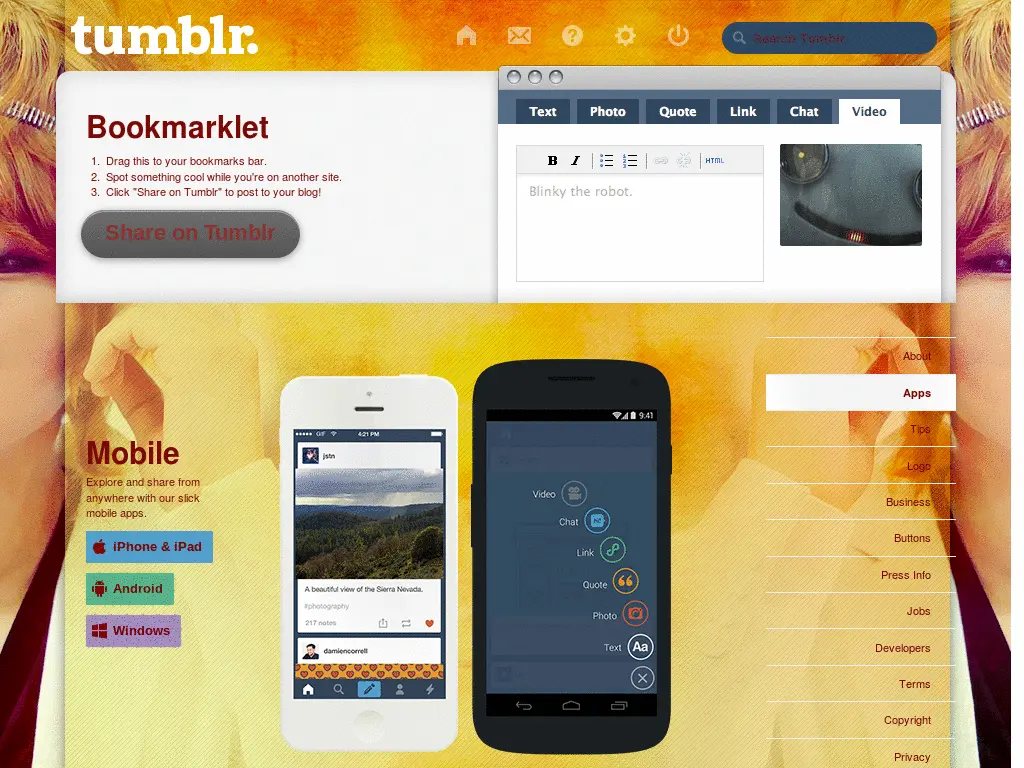 tumblr.
Search Tumblr
Bookmarklet
1. Drag this to your bookmarks bar.
2. Spot something cool while you're on another site.
3. Click "Share on Tumblr" to post to your blog!
Share on Tumblr
Text Photo Quote Link Chat Video
B I HTML
Blinky the robot.
Mobile
Explore and share from
anywhere with our slick
mobile apps.
iPhone & iPad
Android
Windows
GIF 4:21 PM
jstn
A beautiful view of the Sierra Nevada.
#photography
217 notes
damiencorrell
9:41
Video
Chat
Link
Quote
Photo
Text Aa
About
Apps
Tips
Logo
Business
Buttons
Press Info
Jobs
Developers
Terms
Copyright
Privacy